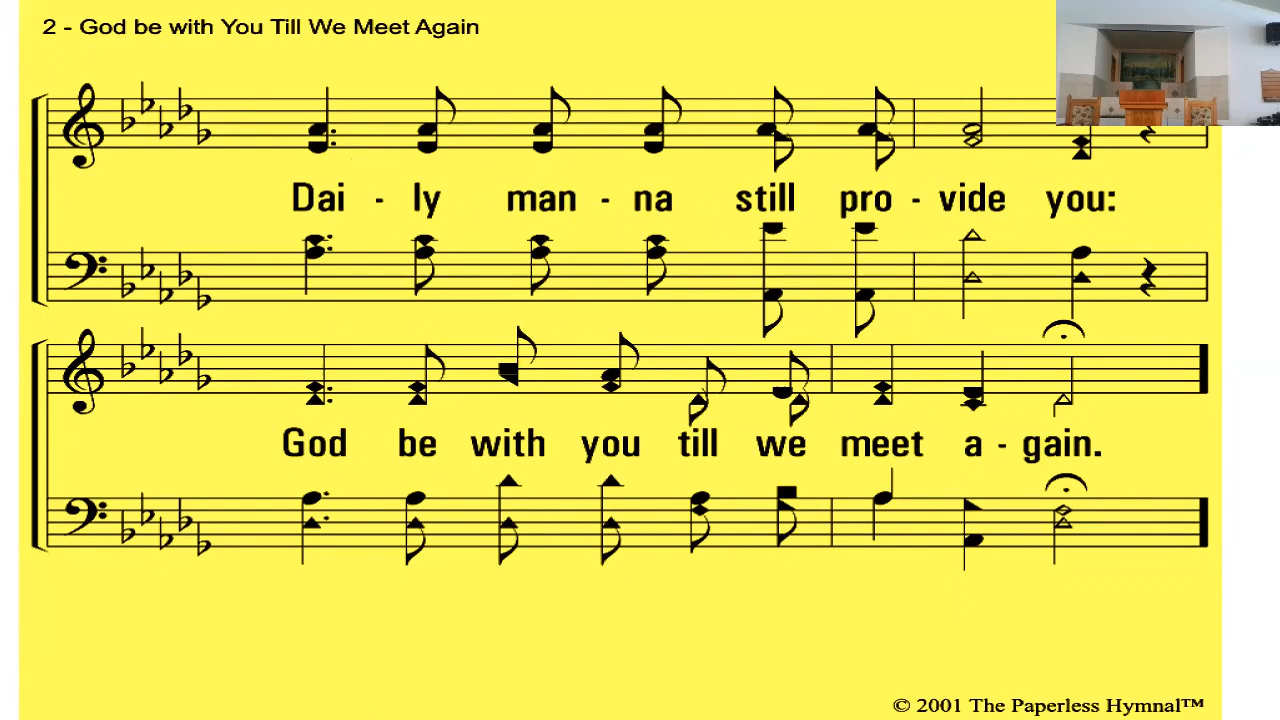 2 - God be with You Till We Meet Again
Dai - ly man - na still pro - vide you:
God be with you till we meet a - gain.
© 2001 The Paperless Hymnal™